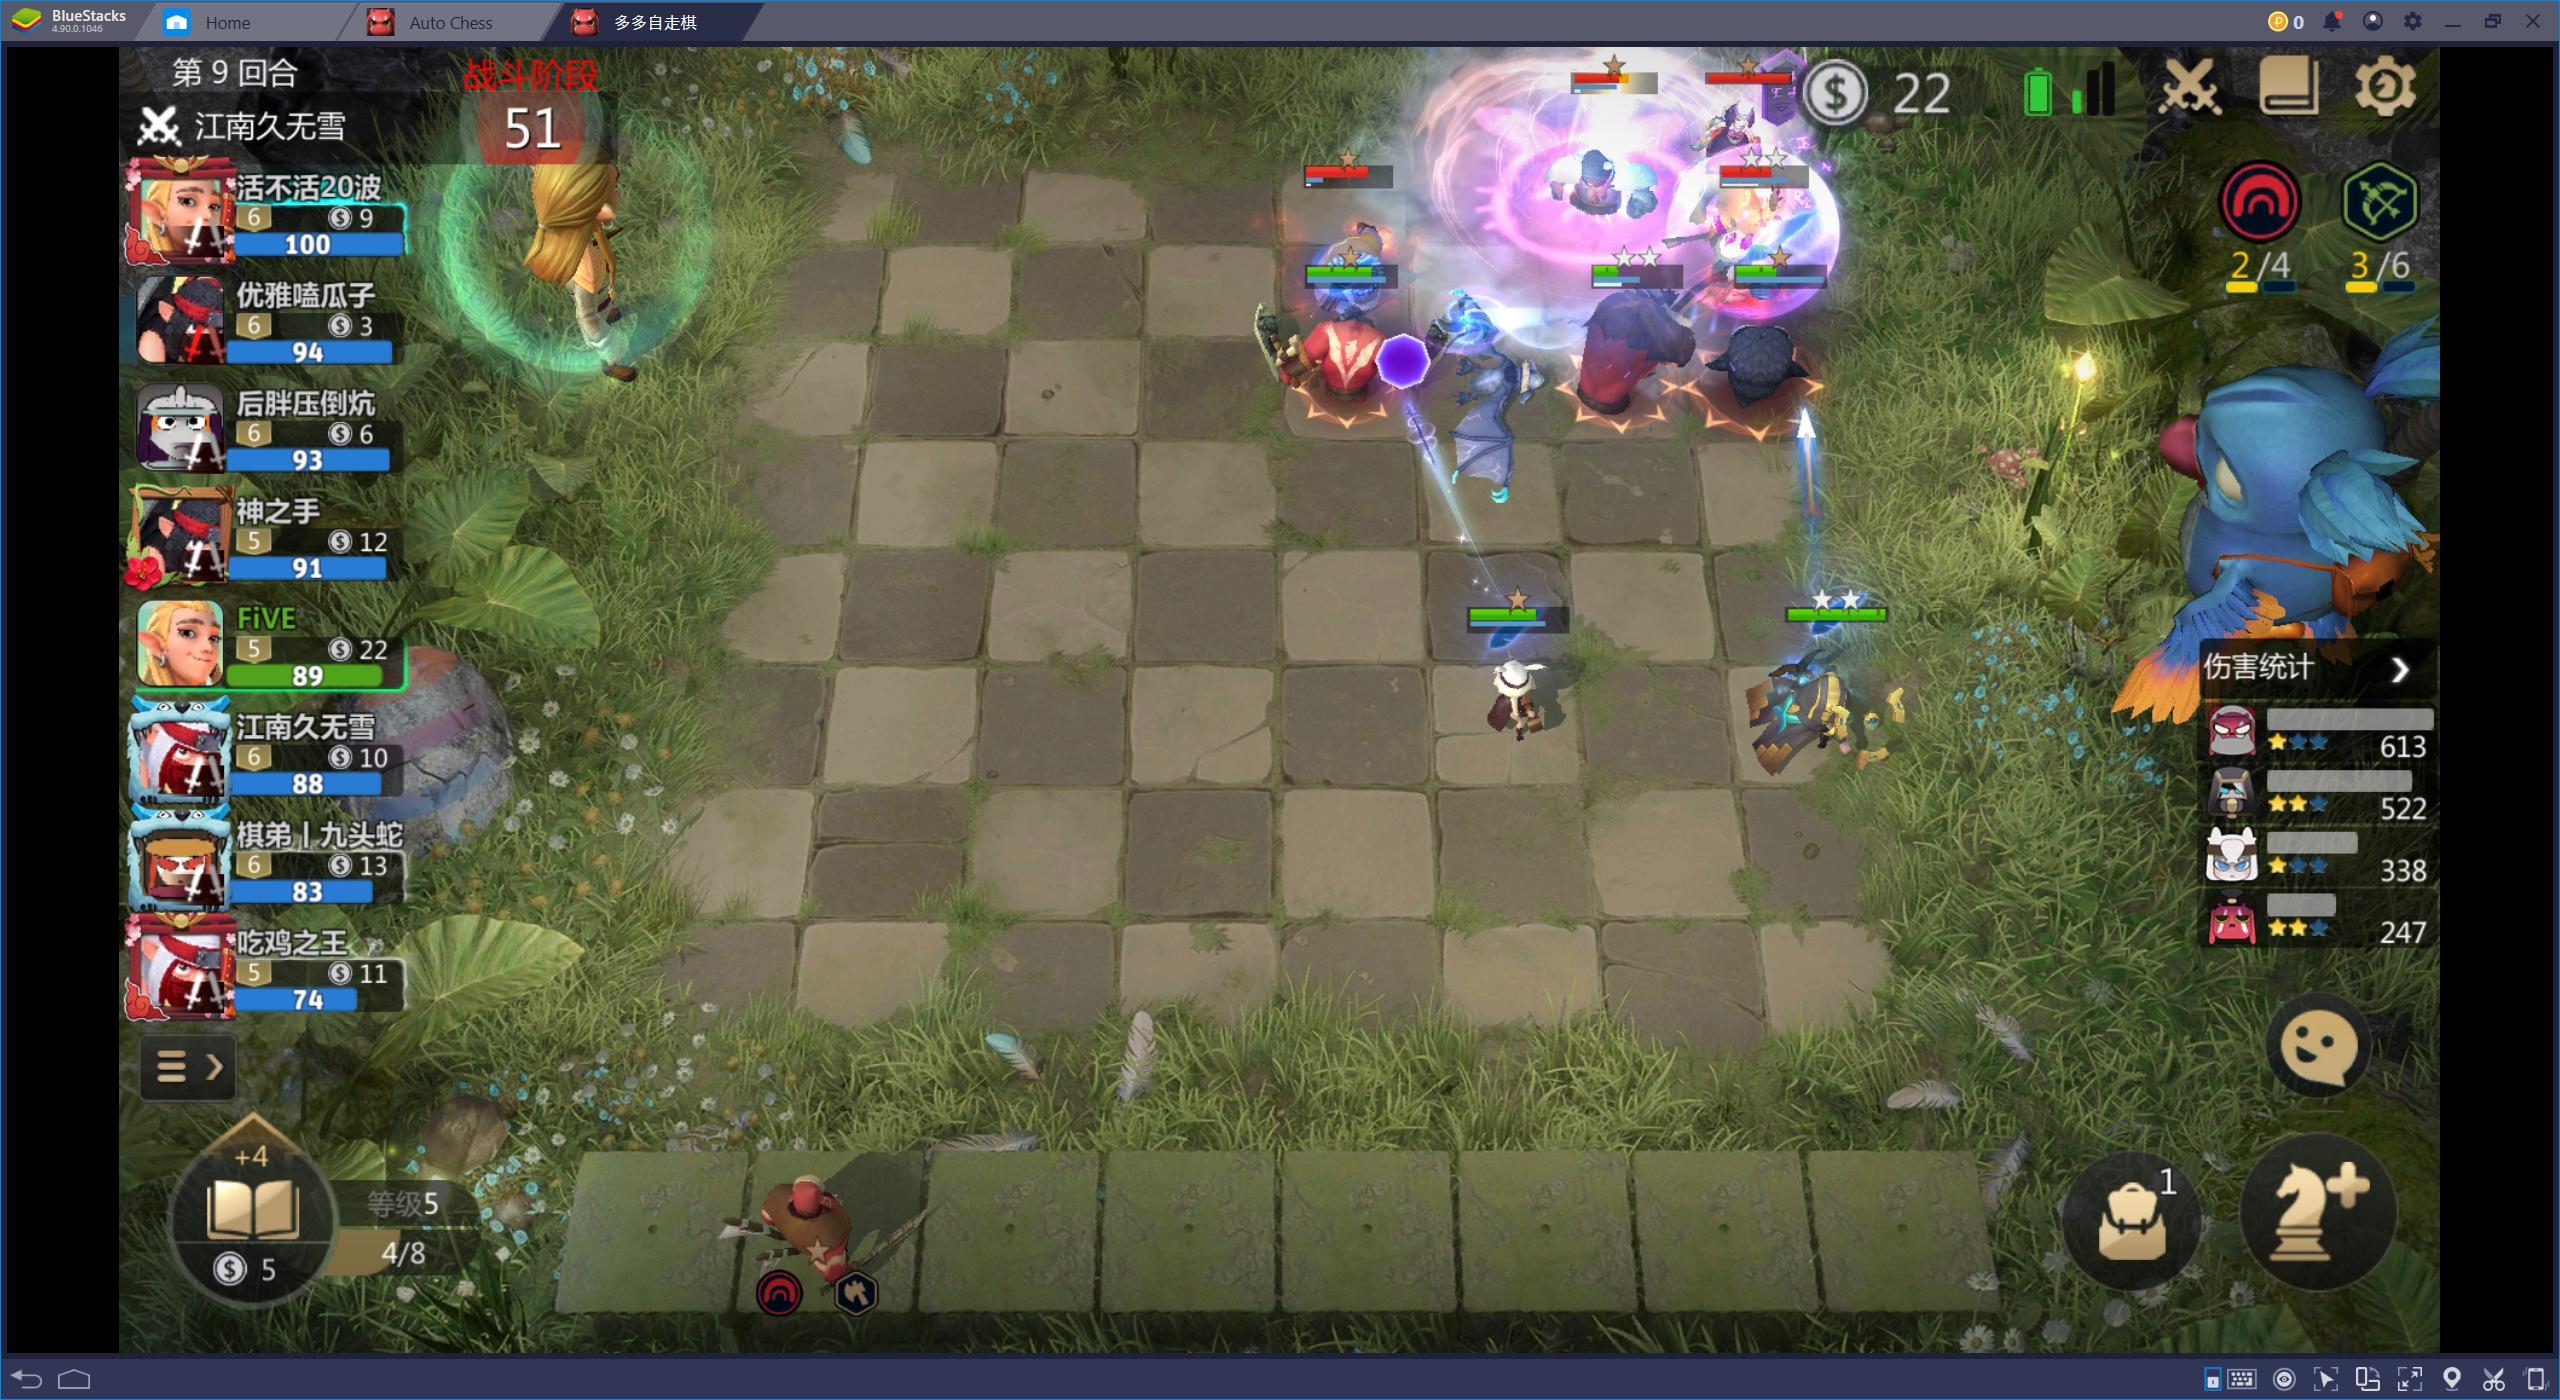 BlueStacks
4.90.0.1046
Home
Auto Chess
多多自走棋
0
第 9 回合
战斗阶段
江南久无雪
51
22
2/4
3/6
活不活20波
6 9
100
优雅嗑瓜子
6 3
94
后胖压倒炕
6 6
93
神之手
5 12
91
FiVE
5 22
89
江南久无雪
6 10
88
棋弟丨九头蛇
6 13
83
吃鸡之王
5 11
74
伤害统计
613
522
338
247
+4
等级5
5
4/8
1